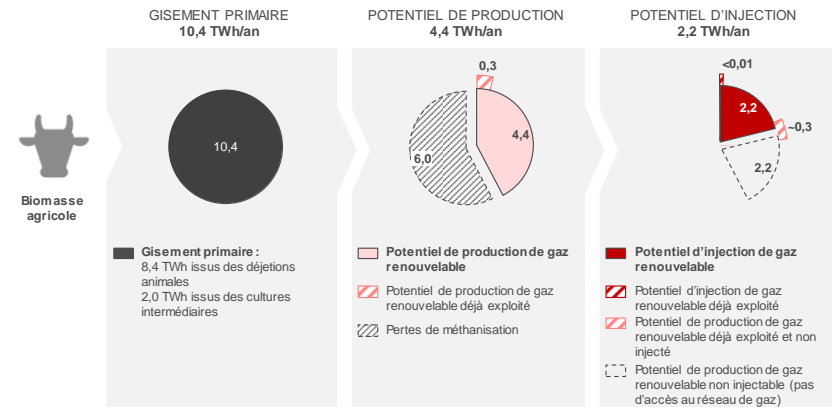 GISEMENT PRIMAIRE
10,4 TWh/an
POTENTIEL DE PRODUCTION
4,4 TWh/an
POTENTIEL D'INJECTION
2,2 TWh/an
Biomasse
agricole
10,4
0,3
4,4
6,0
<0,01
2,2
~0,3
2,2
Gisement primaire :
8,4 TWh issus des déjetions
animales
2,0 TWh issus des cultures
intermédiaires
Potentiel de production de gaz
renouvelable
Potentiel de production de gaz
renouvelable déjà exploité
Pertes de méthanisation
Potentiel d'injection de gaz
renouvelable
Potentiel d'injection de gaz
renouvelable déjà exploité
Potentiel de production de gaz
renouvelable déjà exploité et non
injecté
Potentiel de production de gaz
renouvelable non injectable (pas
d'accès au réseau de gaz)